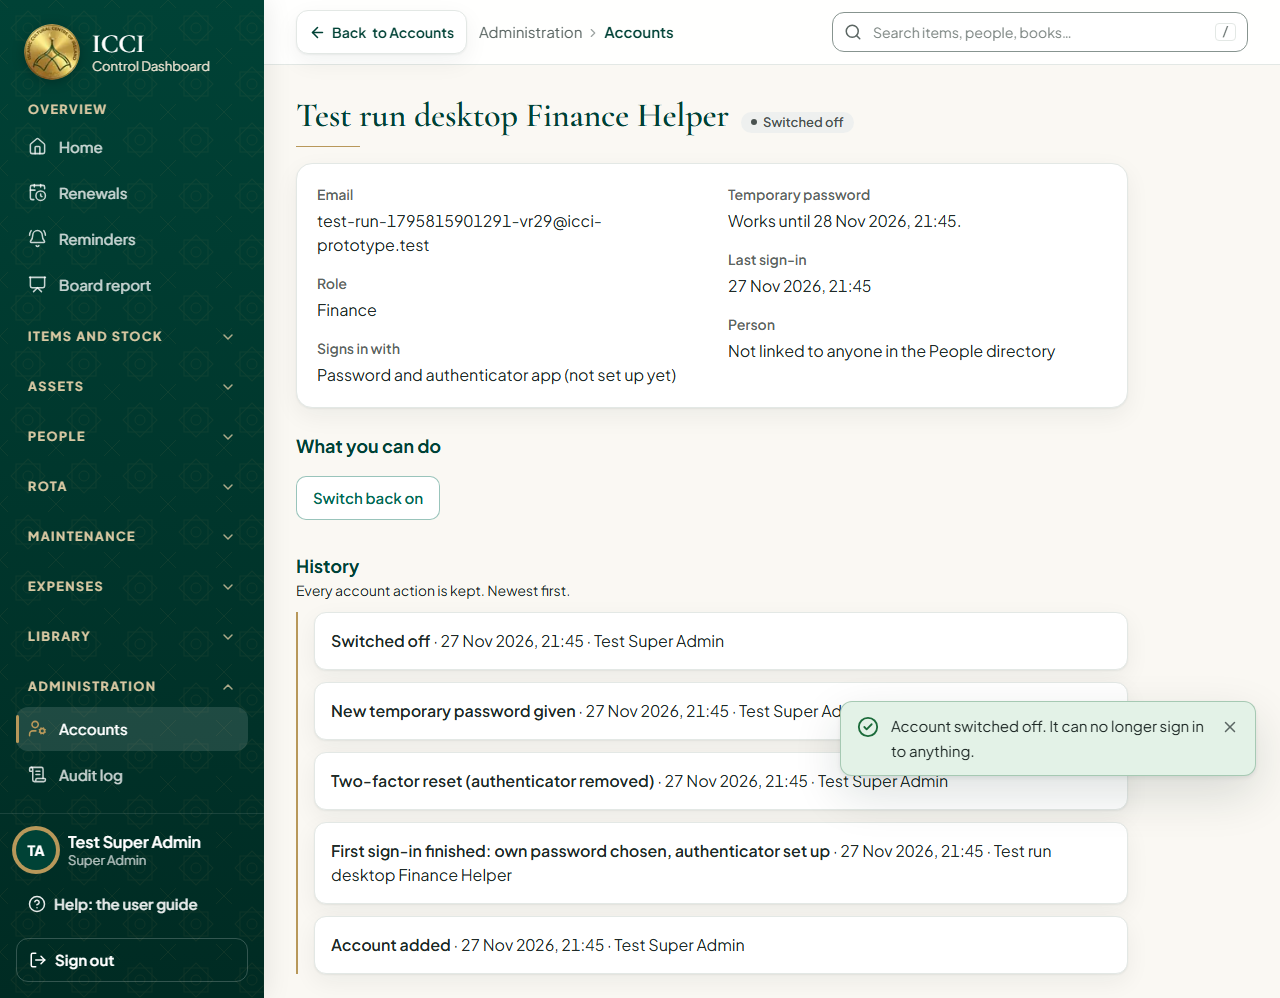 ICCI
Control Dashboard
OVERVIEW
Home
Renewals
Reminders
Board report
ITEMS AND STOCK
ASSETS
PEOPLE
ROTA
MAINTENANCE
EXPENSES
LIBRARY
ADMINISTRATION
Accounts
Audit log
TA
Test Super Admin
Super Admin
Help: the user guide
Sign out
Back to Accounts
Administration > Accounts
Search items, people, books...
/
Test run desktop Finance Helper
Switched off
Email
test-run-1795815901291-vr29@icci-
prototype.test
Role
Finance
Signs in with
Password and authenticator app (not set up yet)
Temporary password
Works until 28 Nov 2026, 21:45.
Last sign-in
27 Nov 2026, 21:45
Person
Not linked to anyone in the People directory
What you can do
Switch back on
History
Every account action is kept. Newest first.
Switched off · 27 Nov 2026, 21:45 · Test Super Admin
New temporary password given · 27 Nov 2026, 21:45 · Test Super Ad
Account switched off. It can no longer sign in
to anything.
Two-factor reset (authenticator removed) · 27 Nov 2026, 21:45 · Test Super Admin
First sign-in finished: own password chosen, authenticator set up · 27 Nov 2026, 21:45 · Test run
desktop Finance Helper
Account added · 27 Nov 2026, 21:45 · Test Super Admin